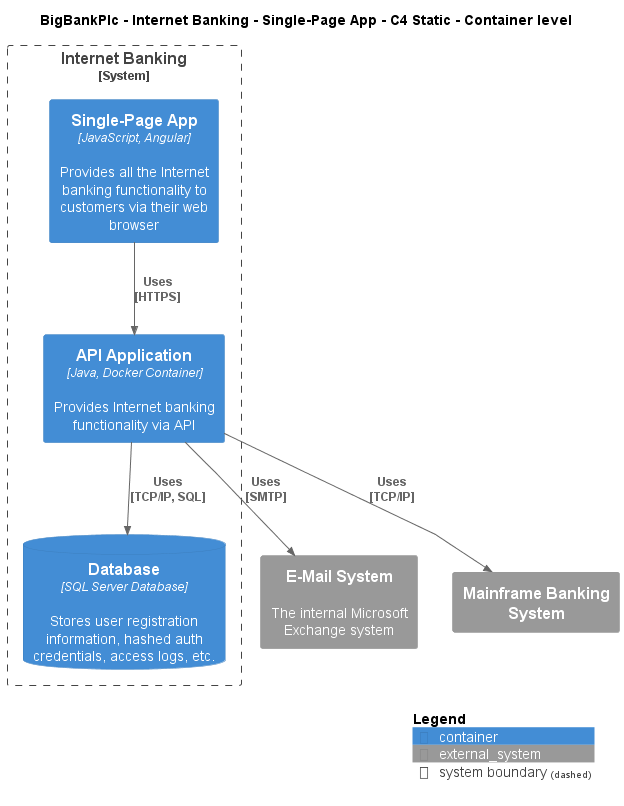 BigBankPlc - Internet Banking - Single-Page App - C4 Static - Container level
Internet Banking
[System]
Single-Page App
[JavaScript, Angular]
Provides all the Internet
banking functionality to
customers via their web
browser
Uses
[HTTPS]
API Application
[Java, Docker Container]
Provides Internet banking
functionality via API
Uses
[TCP/IP, SQL]
Uses
[SMTP]
Uses
[TCP/IP]
Database
[SQL Server Database]
Stores user registration
information, hashed auth
credentials, access logs, etc.
E-Mail System
The internal Microsoft
Exchange system
Mainframe Banking
System
Legend
container
external_system
system boundary (dashed)